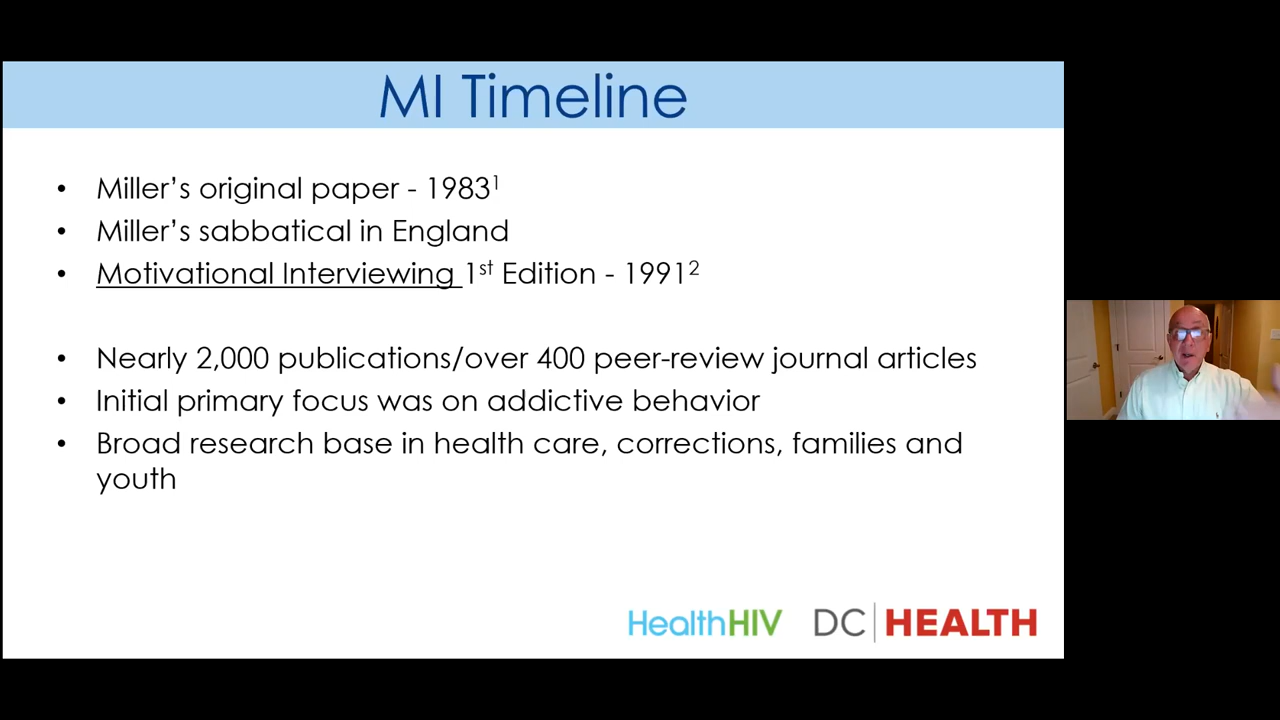 MI Timeline
• Miller’s original paper - 1983¹
• Miller’s sabbatical in England
• Motivational Interviewing 1st Edition - 1991²
• Nearly 2,000 publications/over 400 peer-review journal articles
• Initial primary focus was on addictive behavior
• Broad research base in health care, corrections, families and
youth
HealthHIV DC | HEALTH